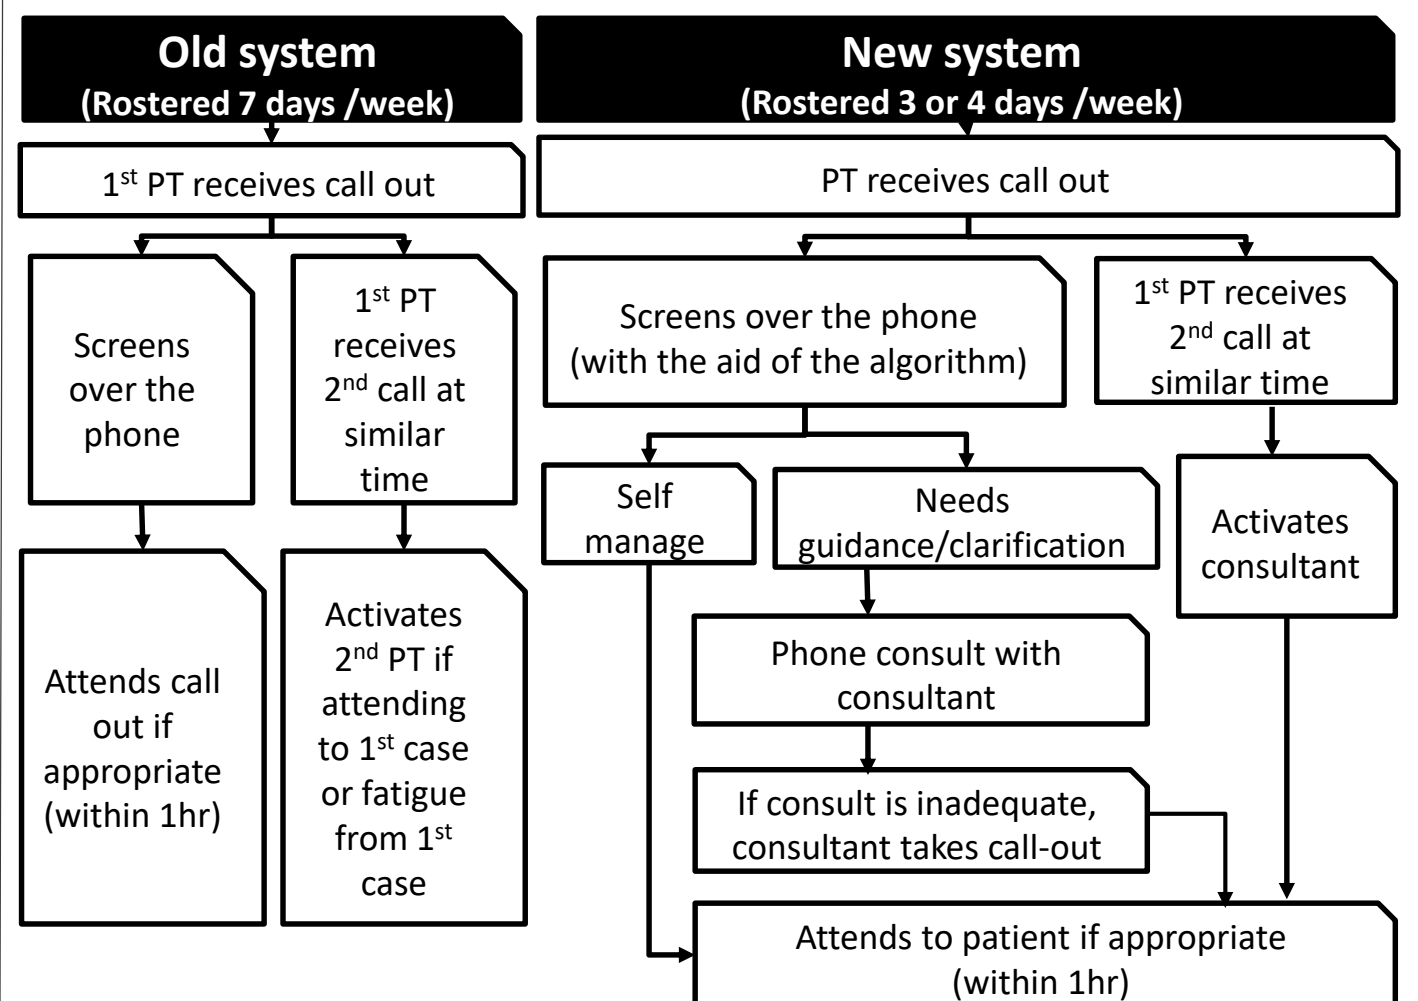 Old system
(Rostered 7 days /week)
1st PT receives call out
Screens
over the
phone
1st PT
receives
2nd call at
similar
time
Attends call
out if
appropriate
(within 1hr)
Activates
2nd PT if
attending
to 1st case
or fatigue
from 1st
case
New system
(Rostered 3 or 4 days /week)
PT receives call out
Screens over the phone
(with the aid of the algorithm)
1st PT receives
2nd call at
similar time
Self
manage
Needs
guidance/clarification
Activates
consultant
Phone consult with
consultant
If consult is inadequate,
consultant takes call-out
Attends to patient if appropriate
(within 1hr)